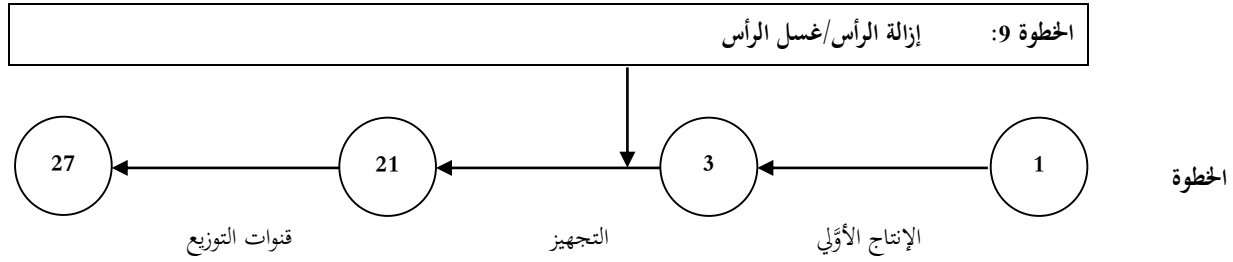 الخطوة 9: إزالة الرأس/غسل الرأس
الخطوة 1 3 21 27
الإنتاج الأوَّلي التجهيز قنوات التوزيع